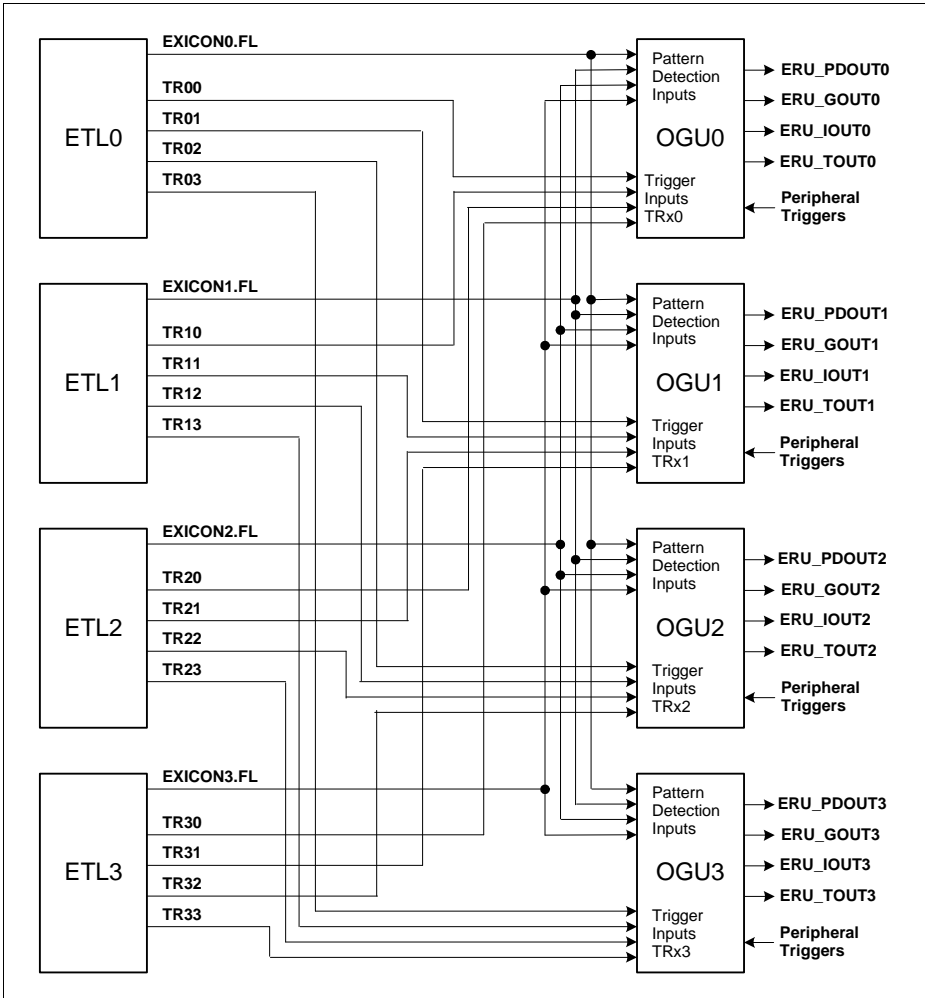 EXICON0.FL
TR00
TR01
TR02
TR03
ETL0
Pattern
Detection
Inputs
OGU0
Trigger
Inputs
TRx0
ERU_PDOUT0
ERU_GOUT0
ERU_IOUT0
ERU_TOUT0
Peripheral
Triggers
EXICON1.FL
TR10
TR11
TR12
TR13
ETL1
Pattern
Detection
Inputs
OGU1
Trigger
Inputs
TRx1
ERU_PDOUT1
ERU_GOUT1
ERU_IOUT1
ERU_TOUT1
Peripheral
Triggers
EXICON2.FL
TR20
TR21
TR22
TR23
ETL2
Pattern
Detection
Inputs
OGU2
Trigger
Inputs
TRx2
ERU_PDOUT2
ERU_GOUT2
ERU_IOUT2
ERU_TOUT2
Peripheral
Triggers
EXICON3.FL
TR30
TR31
TR32
TR33
ETL3
Pattern
Detection
Inputs
OGU3
Trigger
Inputs
TRx3
ERU_PDOUT3
ERU_GOUT3
ERU_IOUT3
ERU_TOUT3
Peripheral
Triggers